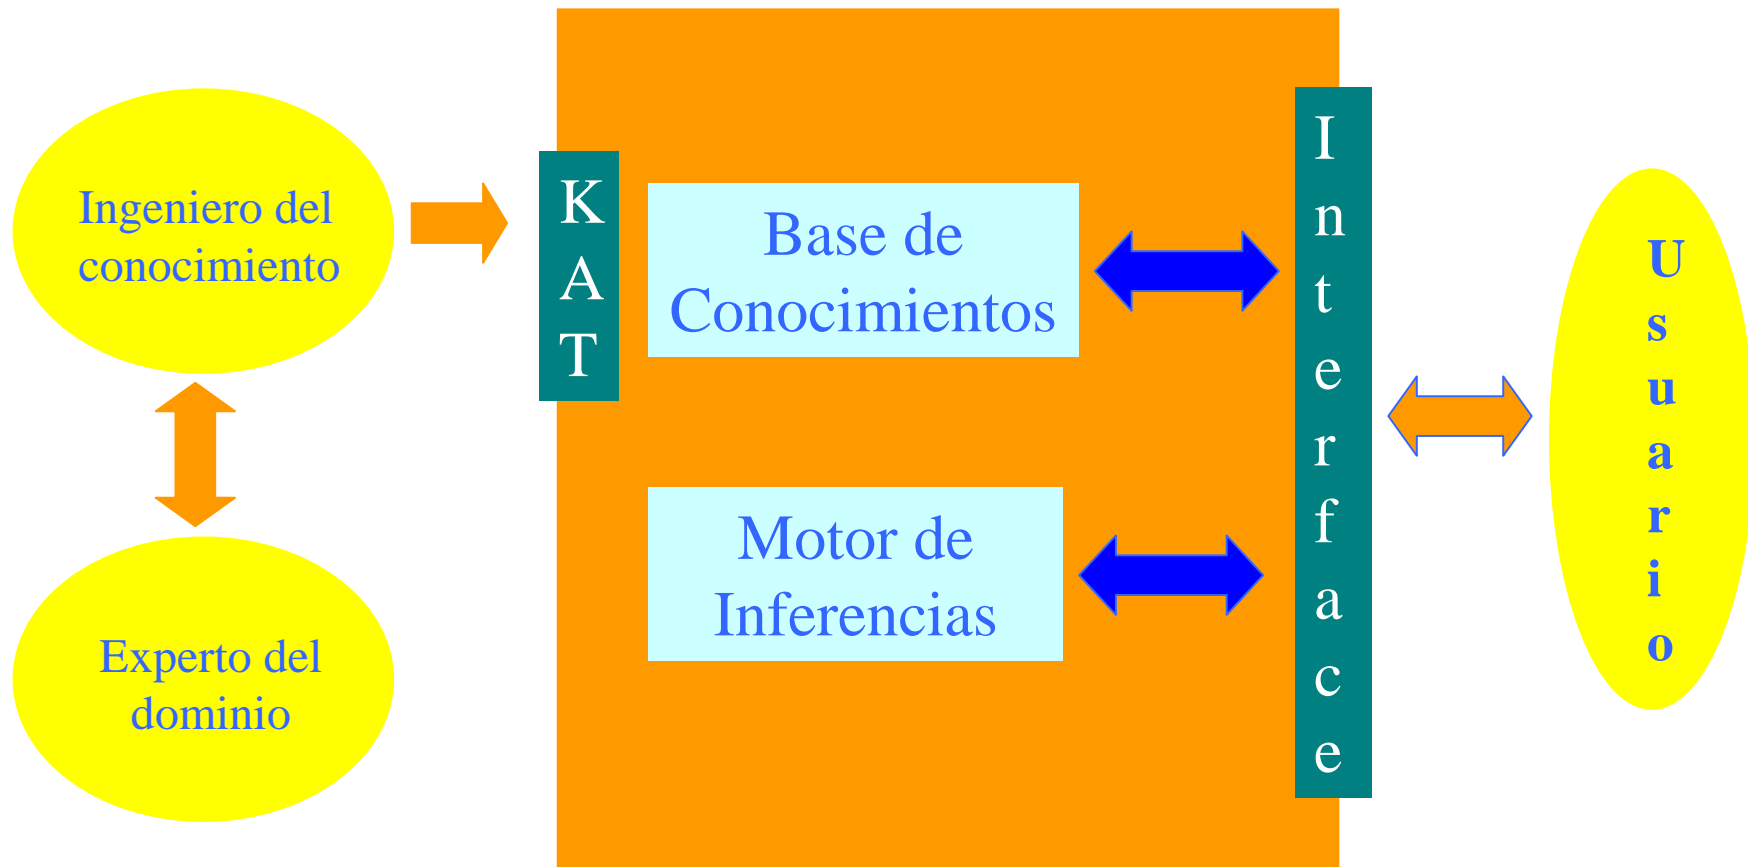 Ingeniero del
conocimiento
Experto del
dominio
KAT
Base de
Conocimientos
Motor de
Inferencias
Interface
Usuario